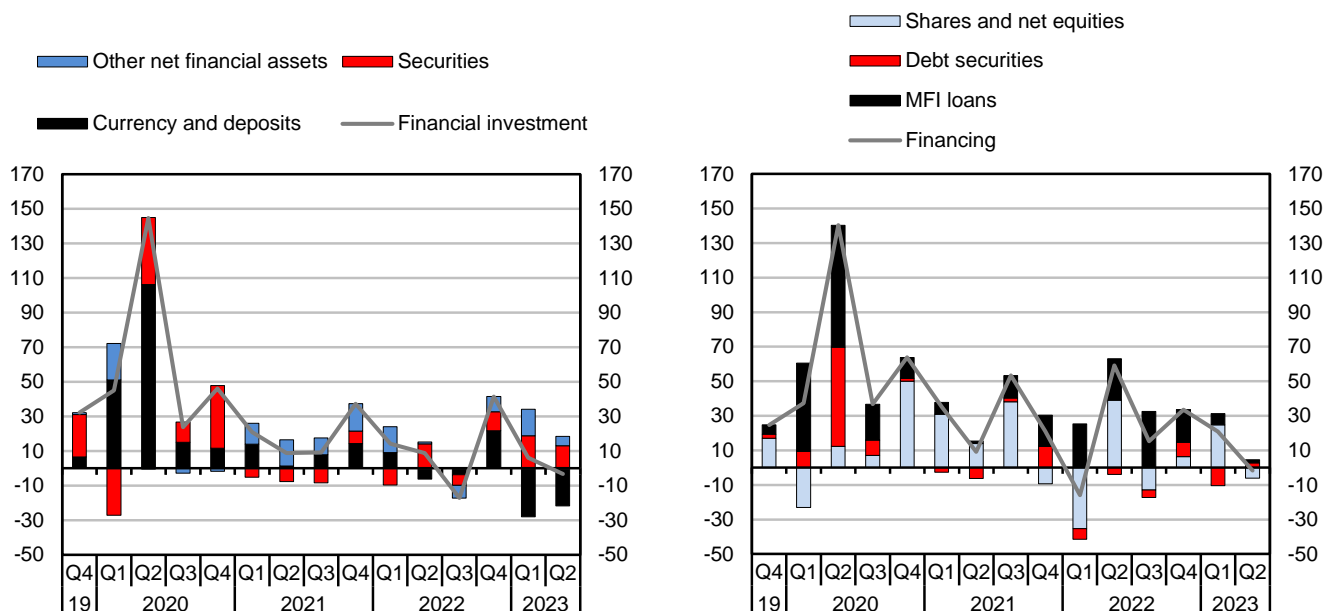 Other net financial assets Securities
Currency and deposits Financial investment
170 170
150 150
130 130
110 110
90 90
70 70
50 50
30 30
10 10
-10 -10
-30 -30
-50 -50
Q4 Q1 Q2 Q3 Q4 Q1 Q2 Q3 Q4 Q1 Q2 Q3 Q4 Q1 Q2
19 2020 2021 2022 2023
Shares and net equities
Debt securities
MFI loans
Financing
170 170
150 150
130 130
110 110
90 90
70 70
50 50
30 30
10 10
-10 -10
-30 -30
-50 -50
Q4 Q1 Q2 Q3 Q4 Q1 Q2 Q3 Q4 Q1 Q2 Q3 Q4 Q1 Q2
19 2020 2021 2022 2023